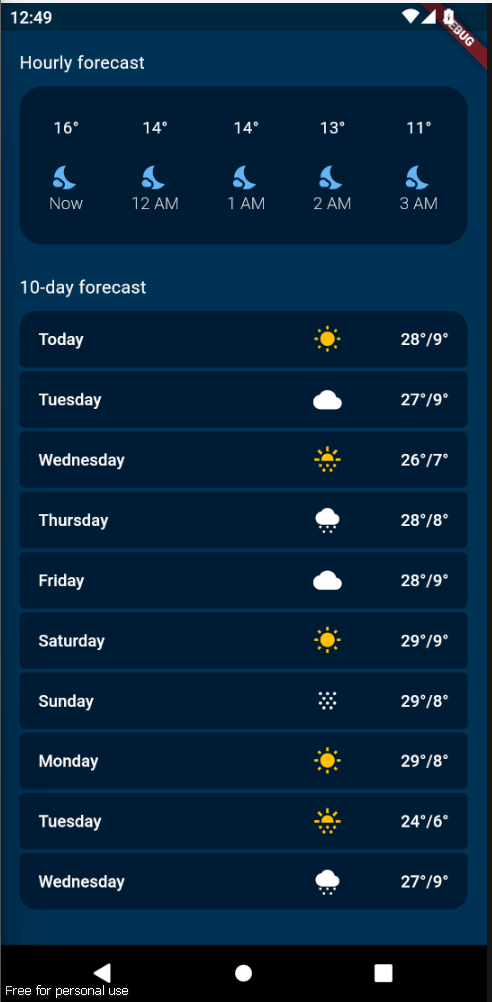 12:49
DEBUG
Hourly forecast
16° 14° 14° 13° 11°
Now 12 AM 1 AM 2 AM 3 AM
10-day forecast
Today 28°/9°
Tuesday 27°/9°
Wednesday 26°/7°
Thursday 28°/8°
Friday 28°/9°
Saturday 29°/9°
Sunday 29°/8°
Monday 29°/8°
Tuesday 24°/6°
Wednesday 27°/9°
Free for personal use